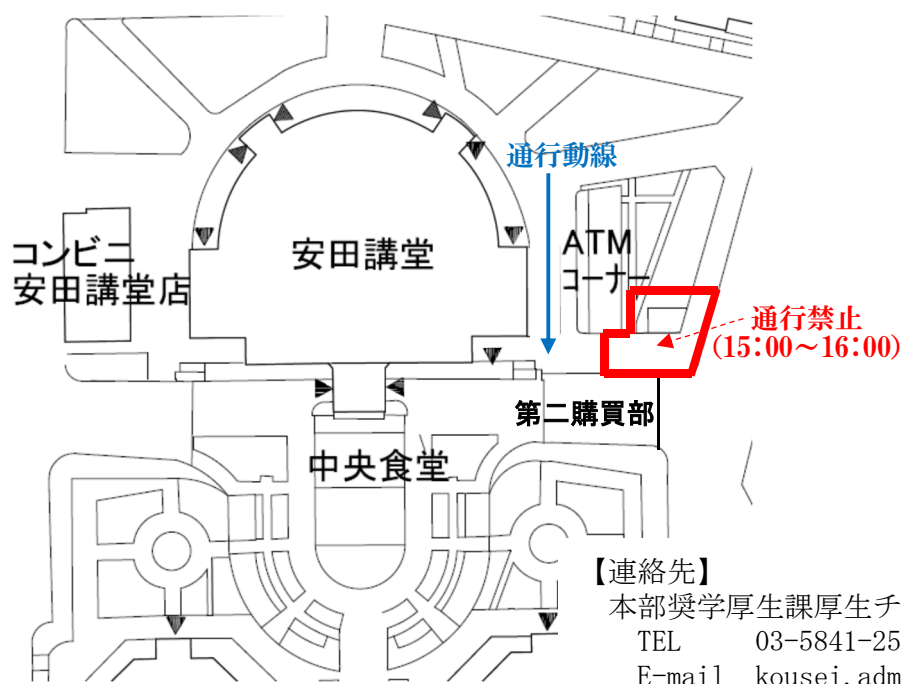 通行動線
コンビニ
安田講堂店
安田講堂
ATM
コーナー
通行禁止
(15:00～16:00)
第二購買部
中央食堂
【連絡先】
本部奨学厚生課厚生チ
TEL 03-5841-25
E-mail kousei.adm